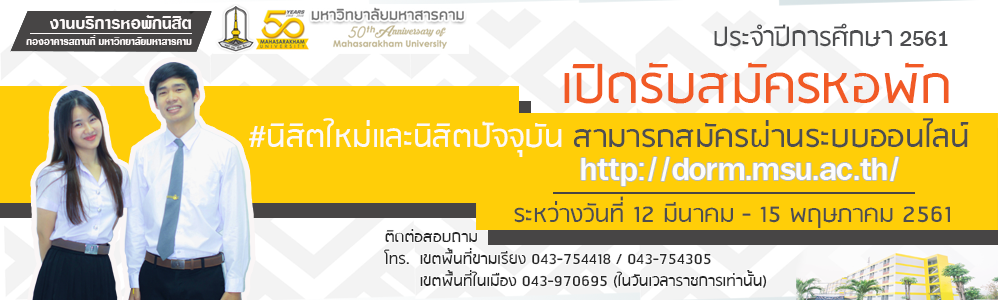 งานบริการหอพักนิสิต
กองอาคารสถานที่ มหาวิทยาลัยมหาสารคาม
50 YEARS
MAHASARAKHAM
UNIVERSITY
มหาวิทยาลัยมหาสารคาม
50th Anniversary of
Mahasarakham University
ประจำปีการศึกษา 2561
เปิดรับสมัครหอพัก
#นิสิตใหม่และนิสิตปัจจุบัน สามารถสมัครผ่านระบบออนไลน์
http://dorm.msu.ac.th/
ระหว่างวันที่ 12 มีนาคม - 15 พฤษภาคม 2561
ติดต่อสอบถาม
โทร. เขตพื้นที่ขามเรียง 043-754418 / 043-754305
เขตพื้นที่ในเมือง 043-970695 (ในวันเวลาราชการเท่านั้น)